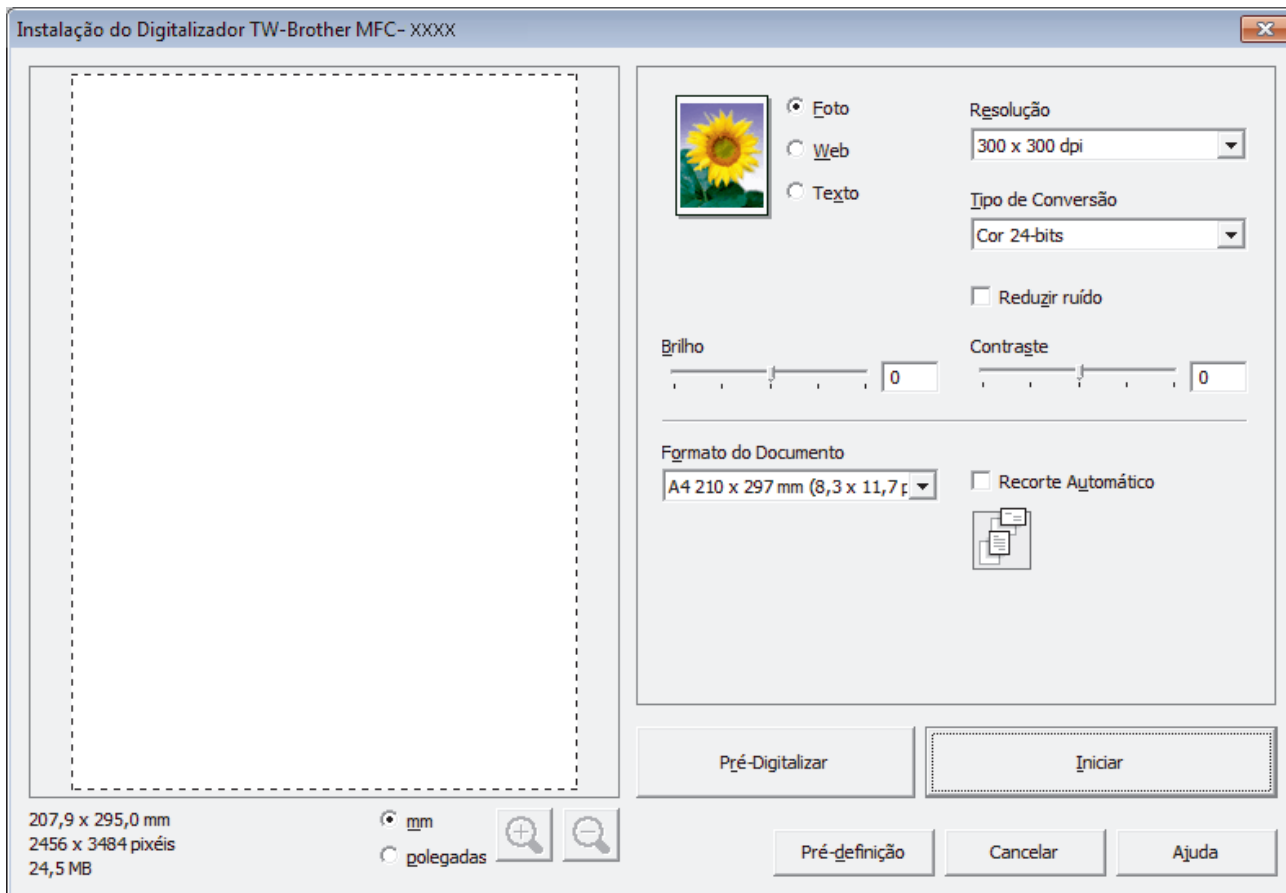 Instalação do Digitalizador TW-Brother MFC- XXXX
Foto
Web
Texto
Resolução
300 x 300 dpi
Tipo de Conversão
Cor 24-bits
Reduzir ruído
Brilho
0
Contraste
0
Formato do Documento
A4 210 x 297 mm (8,3 x 11,7 p
Recorte Automático
Pré-Digitalizar
Iniciar
207,9 x 295,0 mm
2456 x 3484 pixéis
24,5 MB
mm
polegadas
Pré-definição
Cancelar
Ajuda